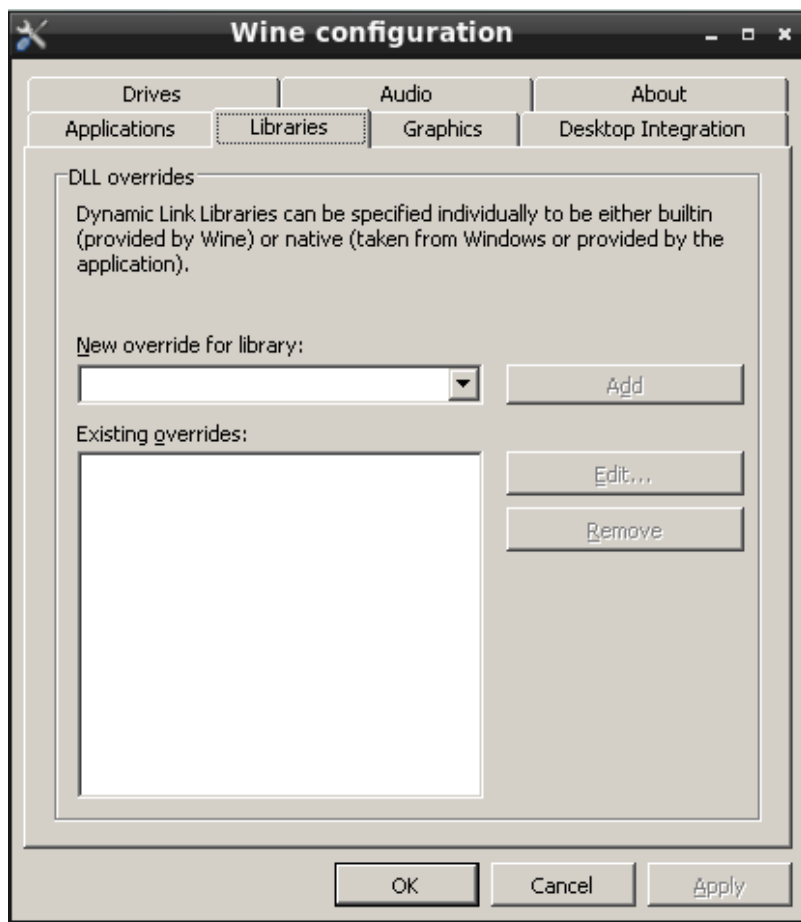 Wine configuration
Drives Audio About
Applications Libraries Graphics Desktop Integration
DLL overrides
Dynamic Link Libraries can be specified individually to be either builtin
(provided by Wine) or native (taken from Windows or provided by the
application).
New override for library:
Add
Existing overrides:
Edit...
Remove
OK Cancel Apply